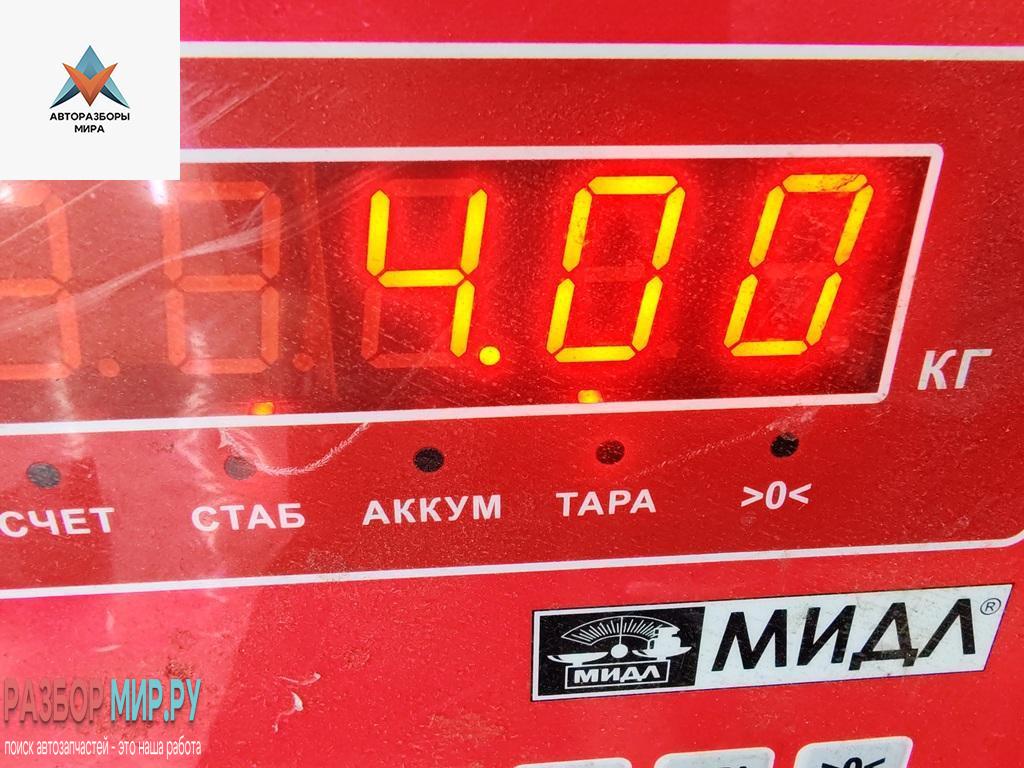 АВТОРАЗБОРЫ
МИРА
4.00
КГ
СЧЕТ СТАБ АККУМ ТАРА >0<
МИДЛ МИДЛ®
РАЗБОР МИР.РУ
поиск автозапчастей - это наша работа
>0<